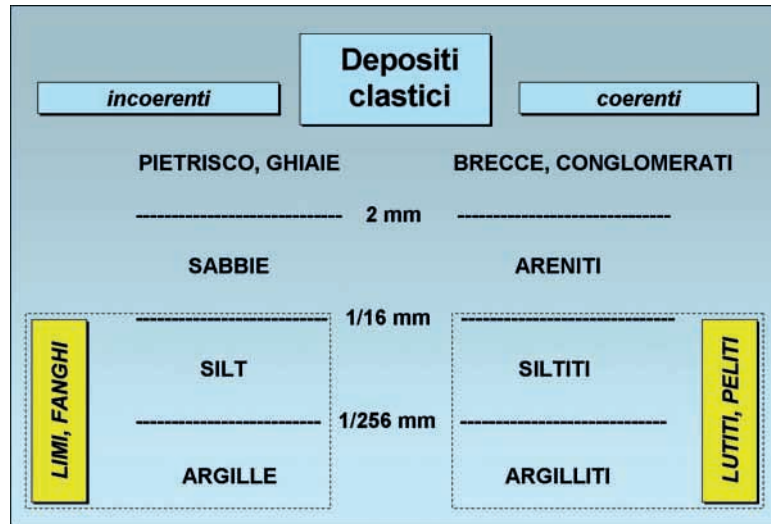 Depositi
clastici
incoerenti
coerenti
PIETRISCO, GHIAIE
BRECCE, CONGLOMERATI
2 mm
SABBIE
ARENITI
1/16 mm
LIMI, FANGHI
SILT
SILTITI
LUTITI, PELITI
1/256 mm
ARGILLE
ARGILLITI